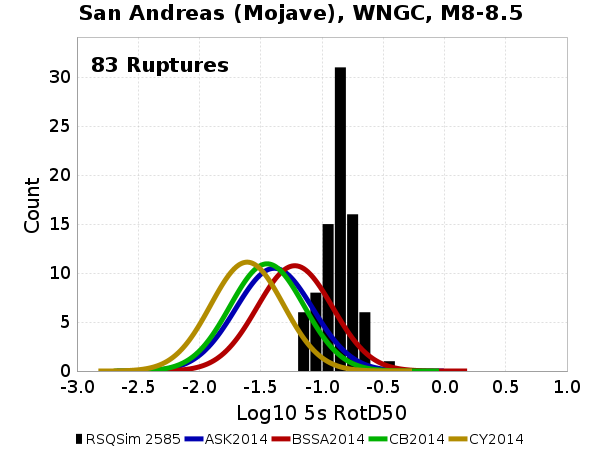 San Andreas (Mojave), WNGC, M8-8.5
83 Ruptures
Count
30
25
20
15
10
5
0
-3.0 -2.5 -2.0 -1.5 -1.0 -0.5 0.0 0.5 1.0
Log10 5s RotD50
RSQSim 2585 ASK2014 BSSA2014 CB2014 CY2014